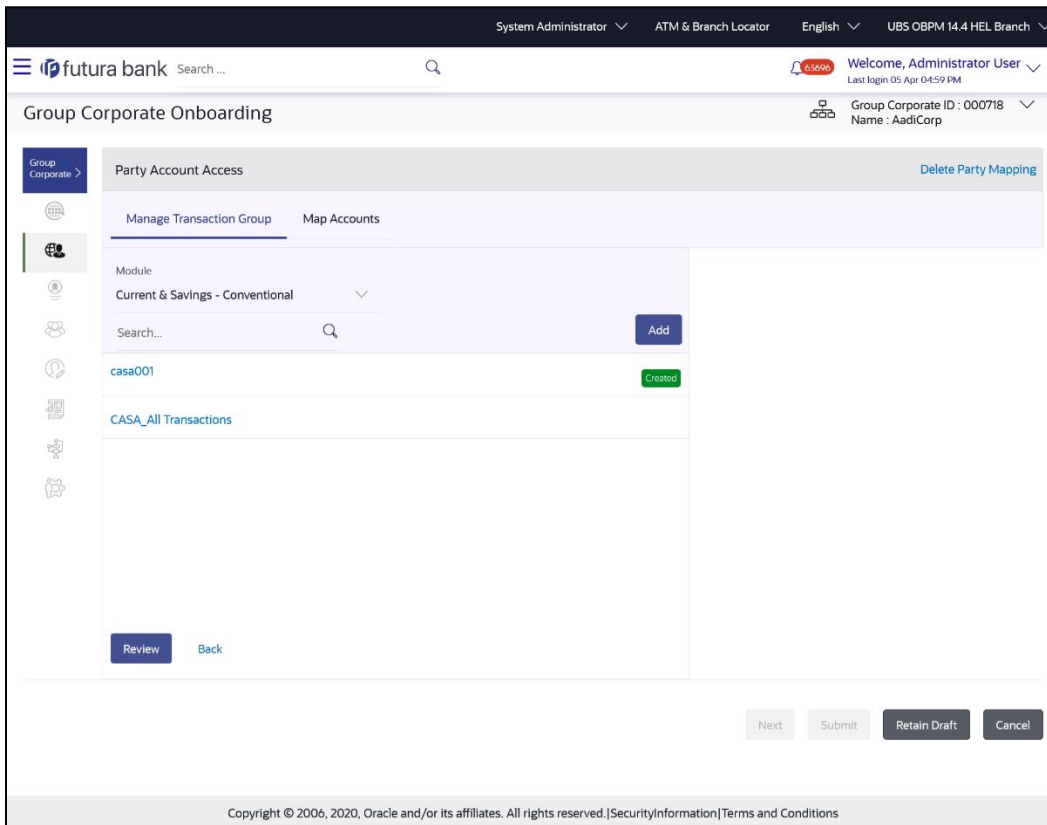 System Administrator ATM & Branch Locator English UBS OBPM 14.4 HEL Branch
futura bank Search ... 63696 Welcome, Administrator User
Last login 05 Apr 04:59 PM
Group Corporate Onboarding Group Corporate ID : 000718
Name : AadiCorp
Group
Corporate >
Party Account Access Delete Party Mapping
Manage Transaction Group Map Accounts
Module
Current & Savings - Conventional
Search... Add
casa001 Created
CASA_All Transactions
Review Back
Next Submit Retain Draft Cancel
Copyright © 2006, 2020, Oracle and/or its affiliates. All rights reserved.|SecurityInformation|Terms and Conditions